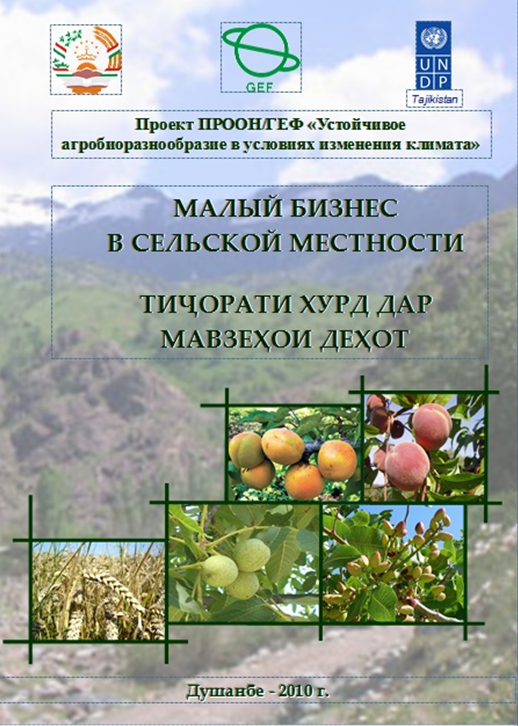 GEF
U N
D P
Tajikistan
Проект ПРООН/ГЕФ «Устойчивое
агробиоразнообразие в условиях изменения климата»
МАЛЫЙ БИЗНЕС
В СЕЛЬСКОЙ МЕСТНОСТИ
ТИҶОРАТИ ХУРД ДАР
МАВЗЕҲОИ ДЕҲОТ
Душанбе - 2010 г.